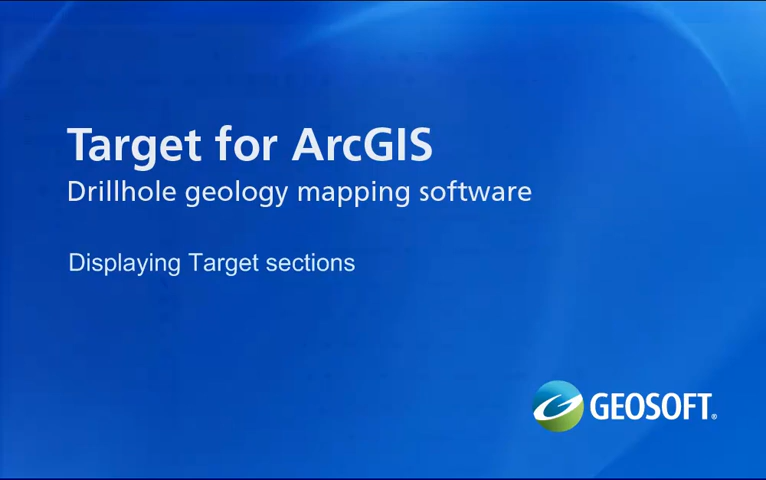 Target for ArcGIS
Drillhole geology mapping software
Displaying Target sections
GEOSOFT®